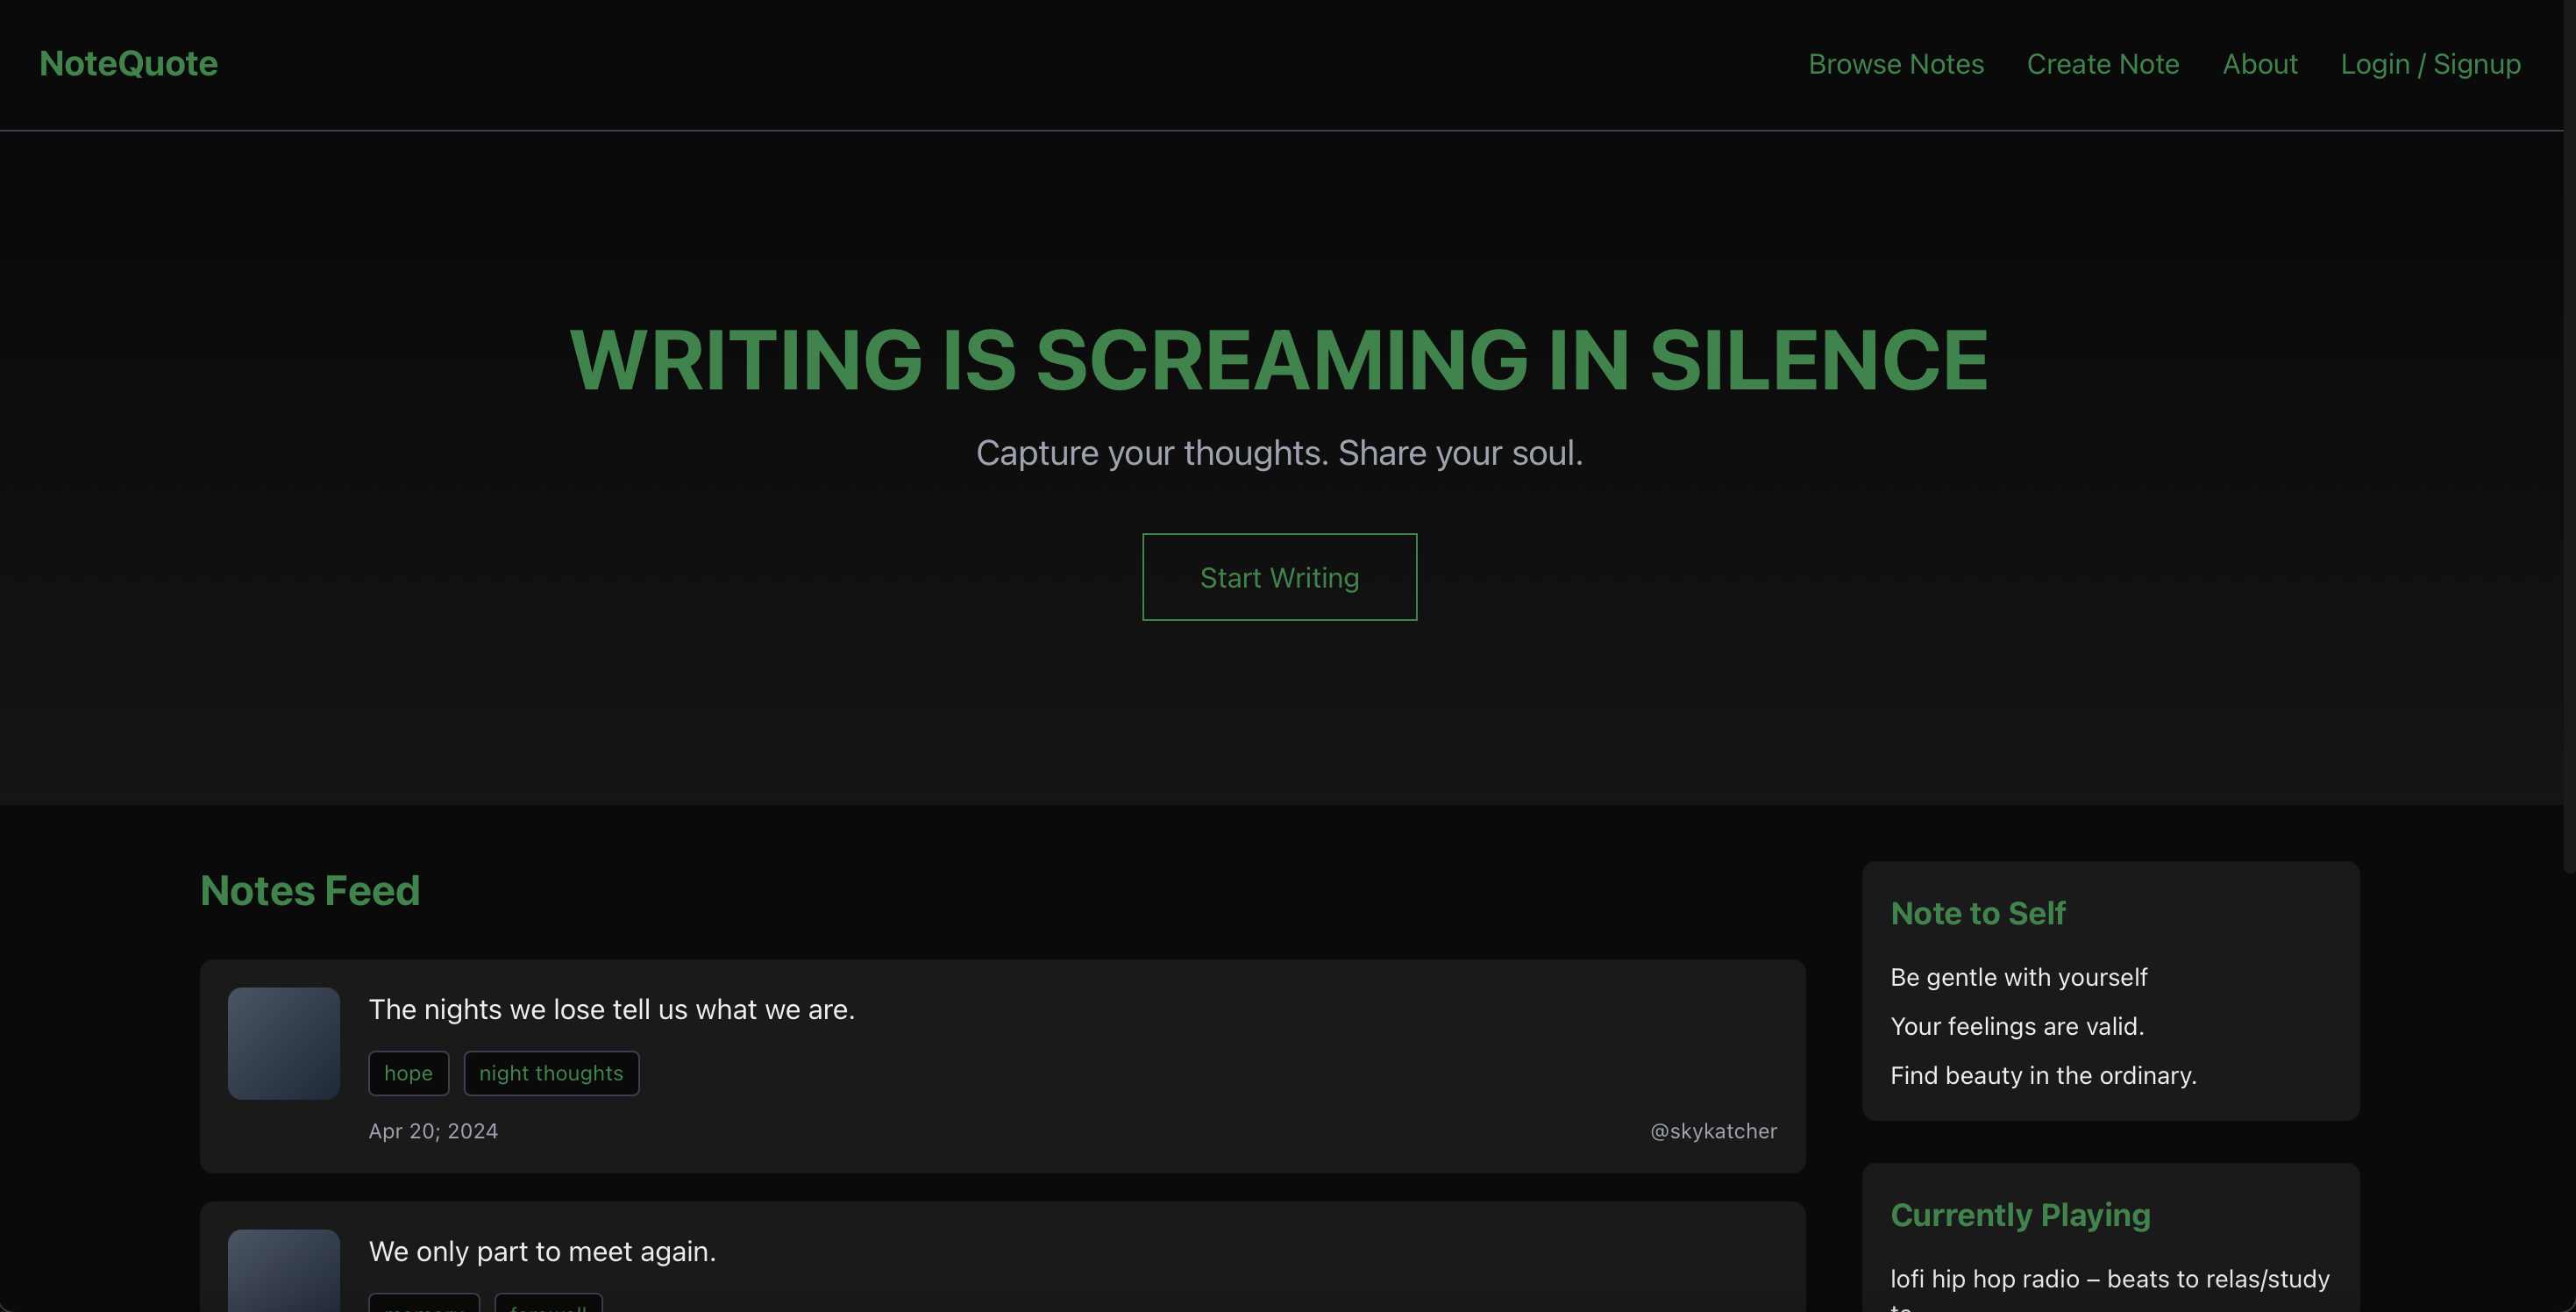 NoteQuote
Browse Notes
Create Note
About
Login / Signup
WRITING IS SCREAMING IN SILENCE
Capture your thoughts. Share your soul.
Start Writing
Notes Feed
The nights we lose tell us what we are.
hope
night thoughts
Apr 20; 2024
@skykatcher
We only part to meet again.
memory
farewell
Note to Self
Be gentle with yourself
Your feelings are valid.
Find beauty in the ordinary.
Currently Playing
lofi hip hop radio – beats to relas/study
to